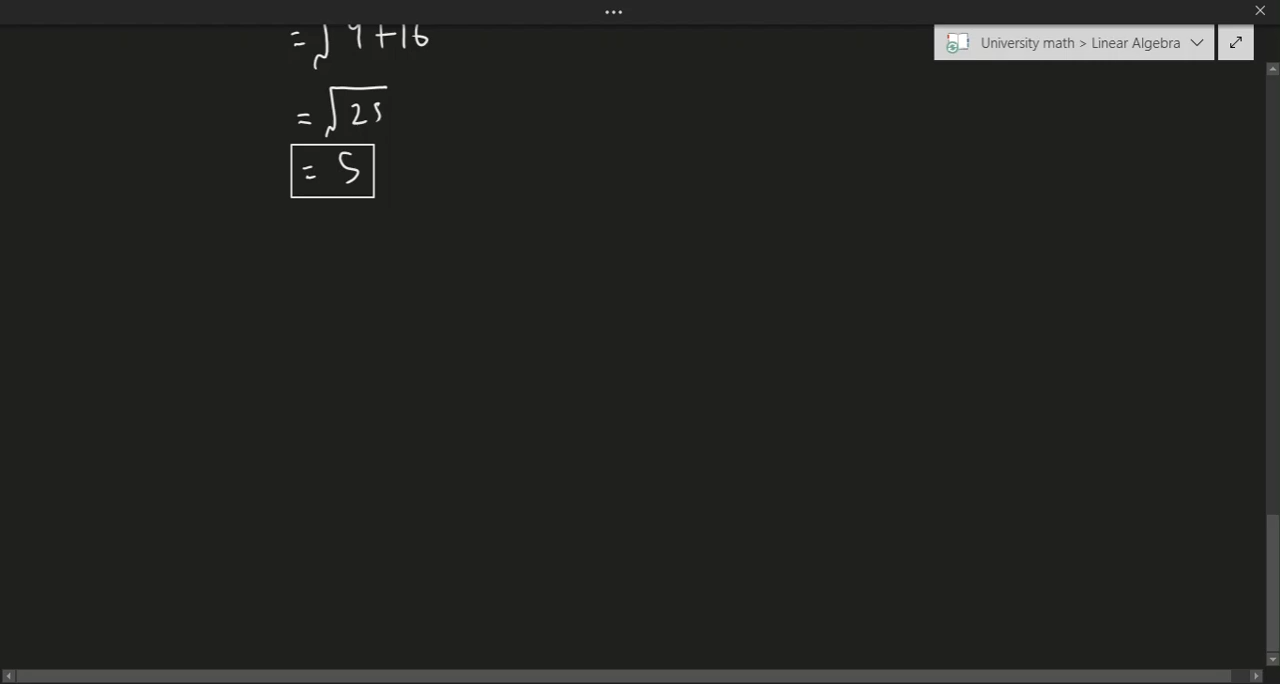 University math > Linear Algebra
= √9+16
= √25
= 5